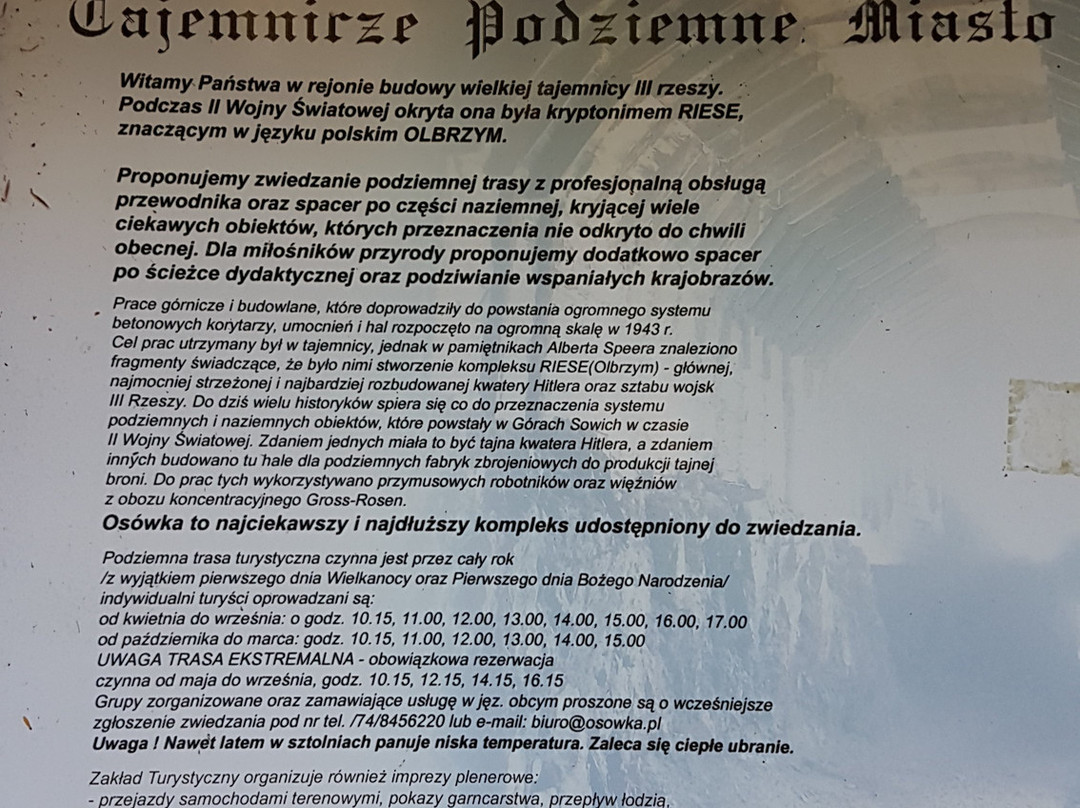 Tajemnicze Podziemne Miasto
Witamy Państwa w rejonie budowy wielkiej tajemnicy III rzeszy.
Podczas II Wojny Światowej okryta ona była kryptonimem RIESE,
znaczącym w języku polskim OLBRZYM.
Proponujemy zwiedzanie podziemnej trasy z profesjonalną obsługą
przewodnika oraz spacer po części naziemnej, kryjącej wiele
ciekawych obiektów, których przeznaczenia nie odkryto do chwili
obecnej. Dla miłośników przyrody proponujemy dodatkowo spacer
po ścieżce dydaktycznej oraz podziwianie wspaniałych krajobrazów.
Prace górnicze i budowlane, które doprowadziły do powstania ogromnego systemu
betonowych korytarzy, umocnień i hal rozpoczęto na ogromną skalę w 1943 r.
Cel prac utrzymany był w tajemnicy, jednak w pamiętnikach Alberta Speera znaleziono
fragmenty świadczące, że było nimi stworzenie kompleksu RIESE(Olbrzym) - głównej,
najmocniej strzeżonej i najbardziej rozbudowanej kwatery Hitlera oraz sztabu wojsk
III Rzeszy. Do dziś wielu historyków spiera się co do przeznaczenia systemu
podziemnych i naziemnych obiektów, które powstały w Górach Sowich w czasie
II Wojny Światowej. Zdaniem jednych miała to być tajna kwatera Hitlera, a zdaniem
innych budowano tu hale dla podziemnych fabryk zbrojeniowych do produkcji tajnej
broni. Do prac tych wykorzystywano przymusowych robotników oraz więźniów
z obozu koncentracyjnego Gross-Rosen.
Osówka to najciekawszy i najdłuższy kompleks udostępniony do zwiedzania.
Podziemna trasa turystyczna czynna jest przez cały rok
/z wyjątkiem pierwszego dnia Wielkanocy oraz Pierwszego dnia Bożego Narodzenia/
indywidualni turyści oprowadzani są:
od kwietnia do września: o godz. 10.15, 11.00, 12.00, 13.00, 14.00, 15.00, 16.00, 17.00
od października do marca: godz. 10.15, 11.00, 12.00, 13.00, 14.00, 15.00
UWAGA TRASA EKSTREMALNA - obowiązkowa rezerwacja
czynna od maja do września, godz. 10.15, 12.15, 14.15, 16.15
Grupy zorganizowane oraz zamawiające usługę w jęz. obcym proszone są o wcześniejsze
zgłoszenie zwiedzania pod nr tel. /74/8456220 lub e-mail: biuro@osowka.pl
Uwaga ! Nawet latem w sztolniach panuje niska temperatura. Zaleca się ciepłe ubranie.
Zakład Turystyczny organizuje również imprezy plenerowe:
- przejazdy samochodami terenowymi, pokazy garncarstwa, przepływ łodzią,